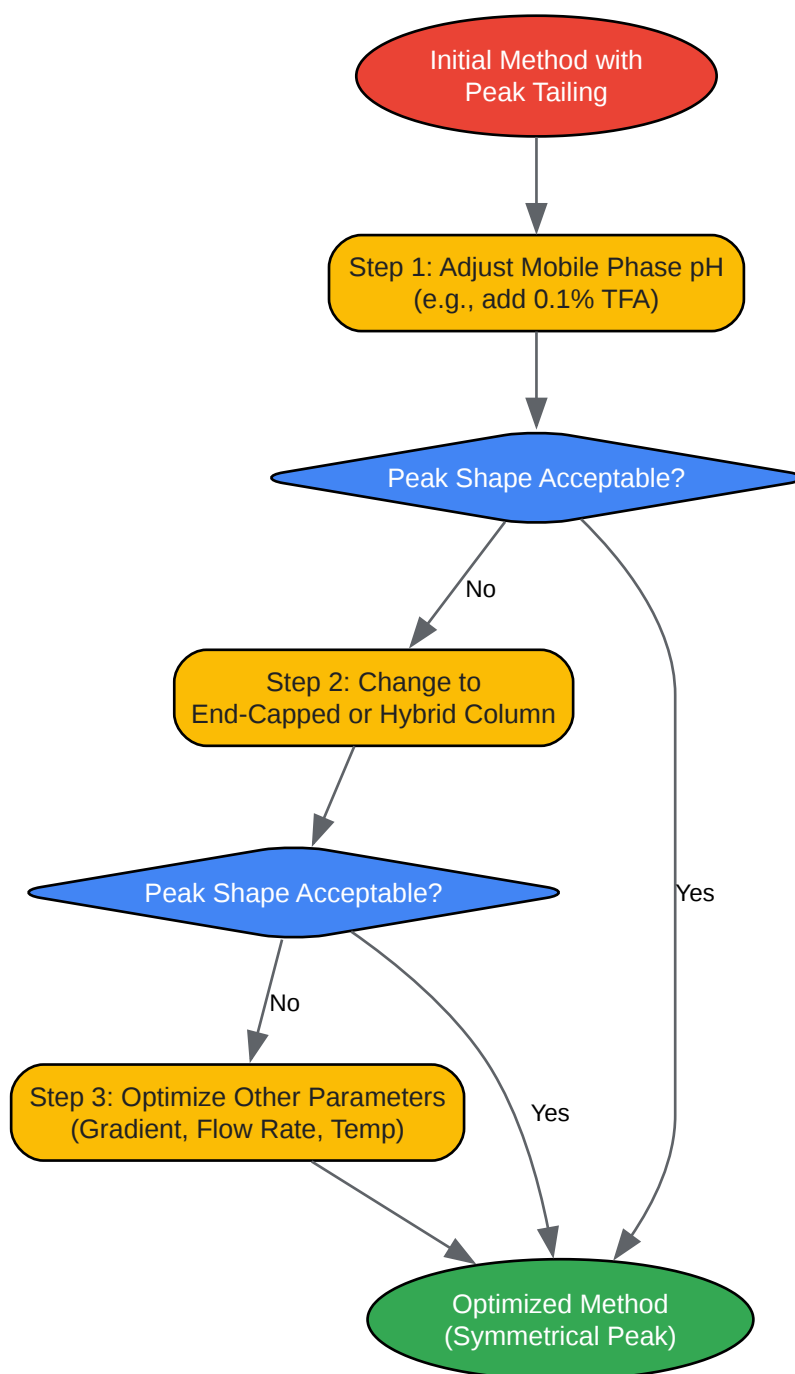 Initial Method with
Peak Tailing
Step 1: Adjust Mobile Phase pH
(e.g., add 0.1% TFA)
Peak Shape Acceptable?
No
Step 2: Change to
End-Capped or Hybrid Column
Yes
Peak Shape Acceptable?
No
Step 3: Optimize Other Parameters
(Gradient, Flow Rate, Temp)
Yes
Optimized Method
(Symmetrical Peak)